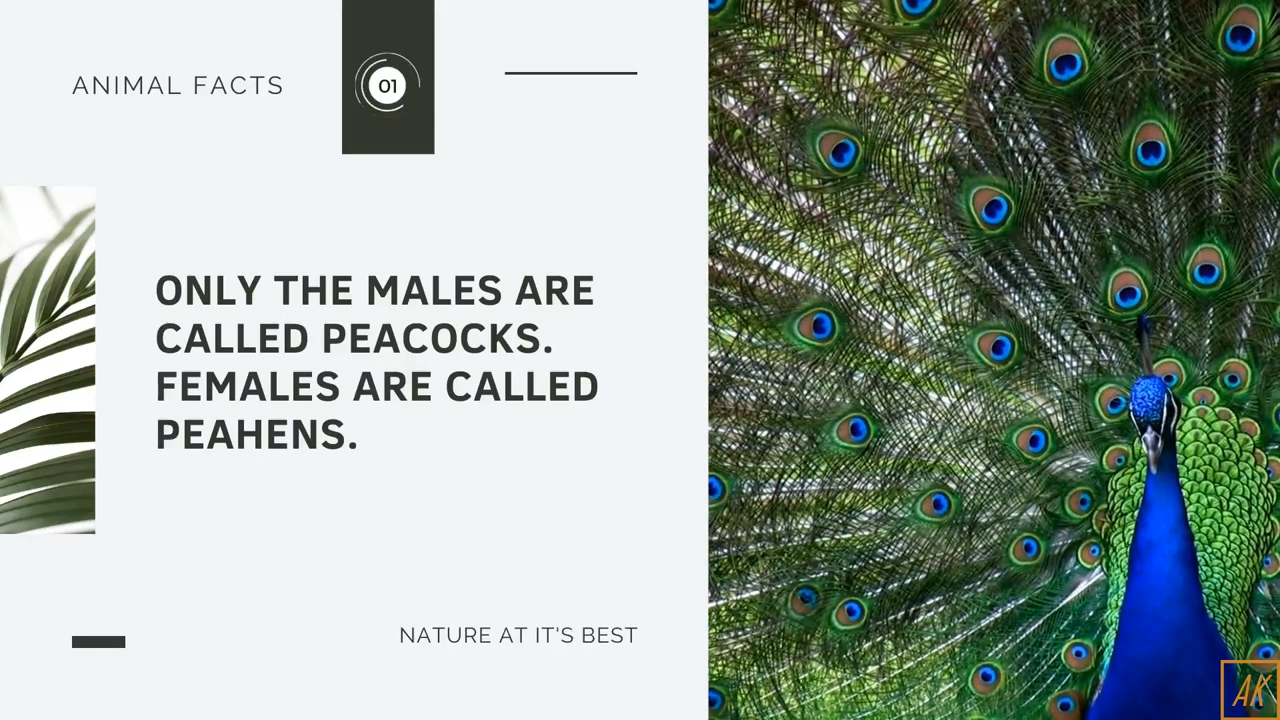 ANIMAL FACTS
01
ONLY THE MALES ARE
CALLED PEACOCKS.
FEMALES ARE CALLED
PEAHENS.
NATURE AT IT'S BEST
AK